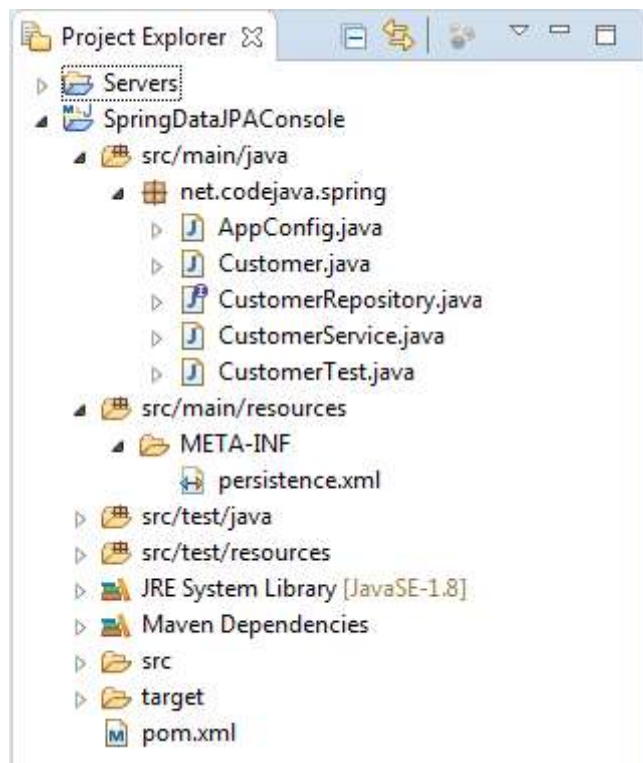 Project Explorer
Servers
SpringDataJPAConsole
src/main/java
net.codejava.spring
AppConfig.java
Customer.java
CustomerRepository.java
CustomerService.java
CustomerTest.java
src/main/resources
META-INF
persistence.xml
src/test/java
src/test/resources
JRE System Library [JavaSE-1.8]
Maven Dependencies
src
target
pom.xml